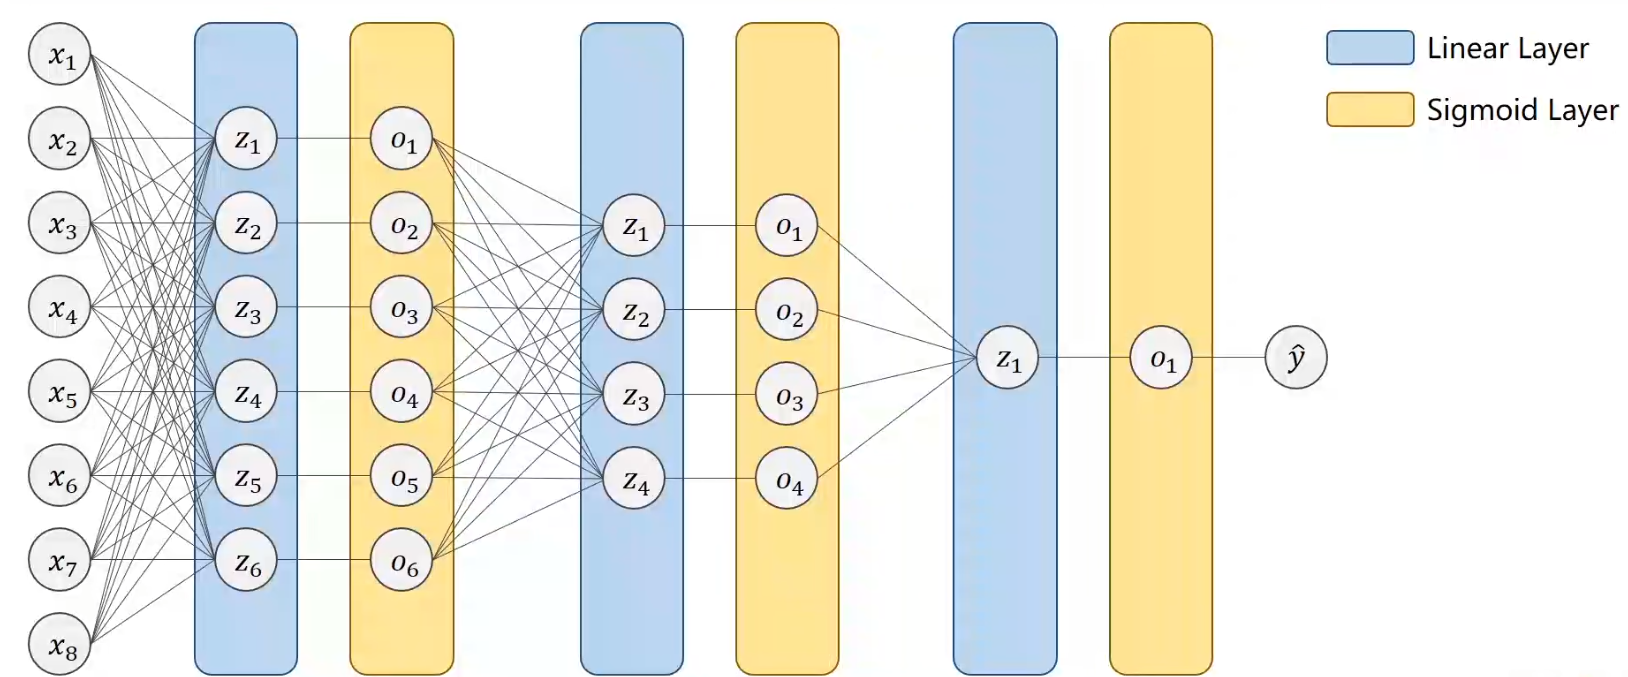 x₁
x₂
x₃
x₄
x₅
x₆
x₇
x₈
z₁
z₂
z₃
z₄
z₅
z₆
o₁
o₂
o₃
o₄
o₅
o₆
z₁
z₂
z₃
z₄
o₁
o₂
o₃
o₄
z₁
o₁
ŷ
Linear Layer
Sigmoid Layer